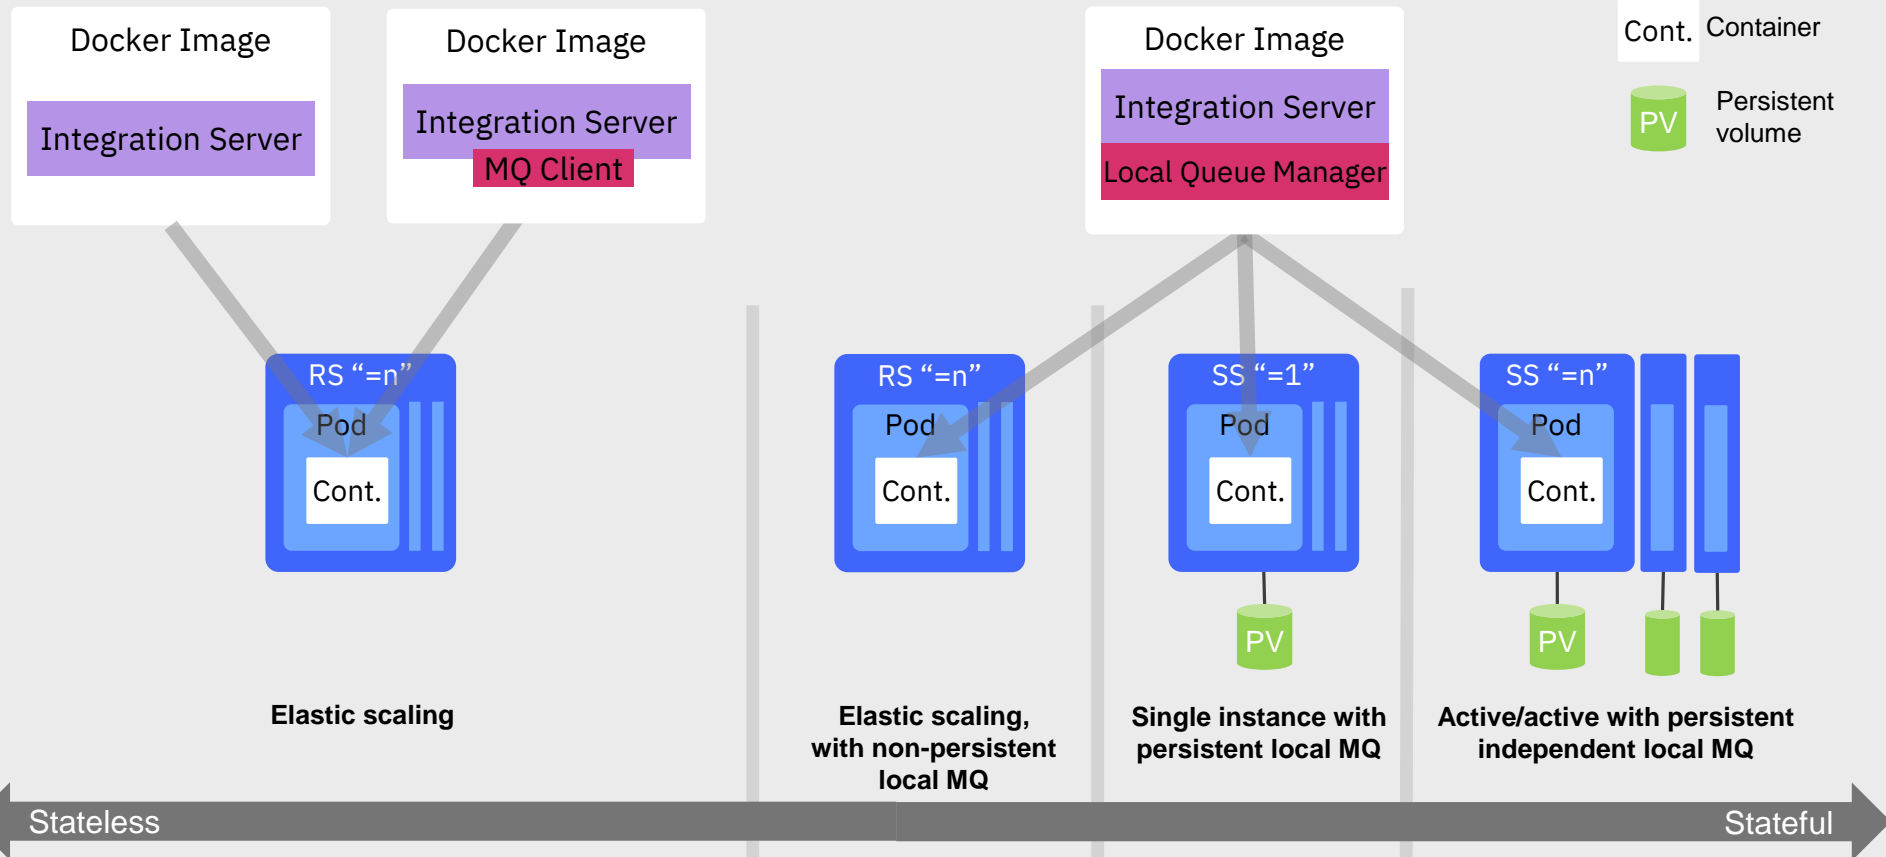 Docker Image
Integration Server
Docker Image
Integration Server
MQ Client
Docker Image
Integration Server
Local Queue Manager
Cont.
Container
PV
Persistent
volume
RS “=n”
Pod
Cont.
RS “=n”
Pod
Cont.
SS “=1”
Pod
Cont.
SS “=n”
Pod
Cont.
PV
PV
Elastic scaling
Elastic scaling,
with non-persistent
local MQ
Single instance with
persistent local MQ
Active/active with persistent
independent local MQ
Stateless
Stateful